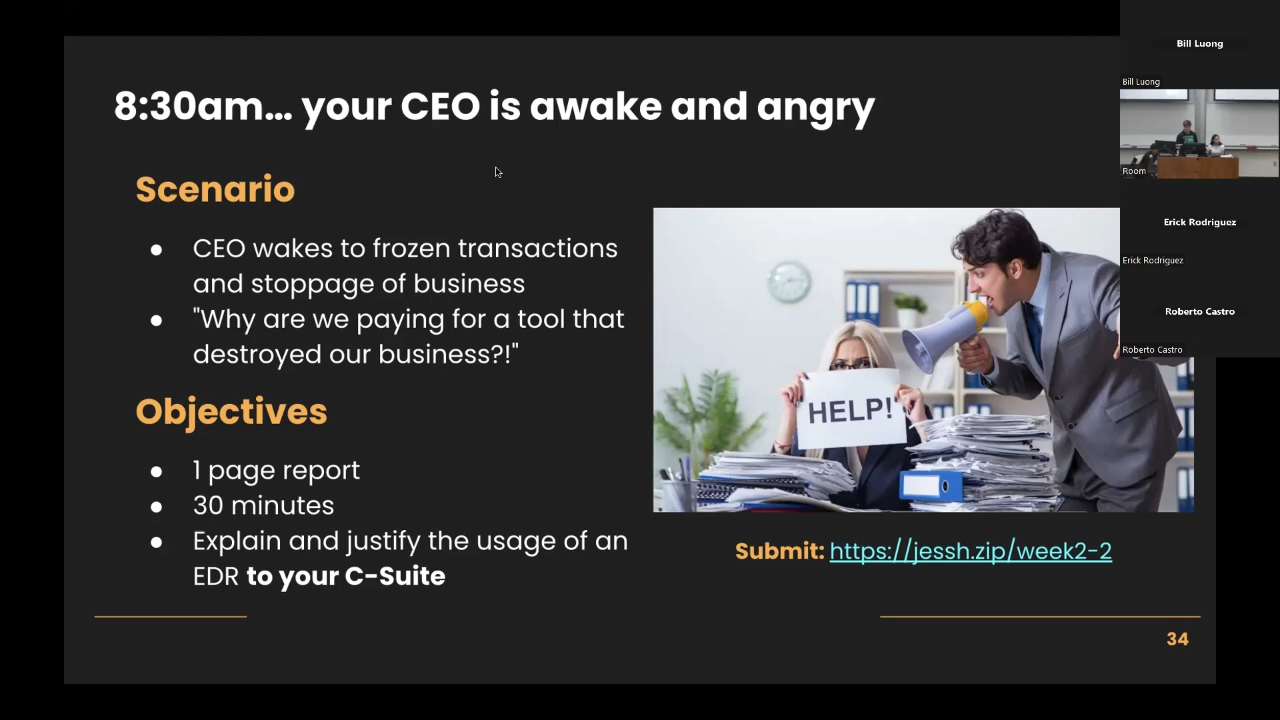 8:30am... your CEO is awake and angry
Scenario
● CEO wakes to frozen transactions
and stoppage of business
● "Why are we paying for a tool that
destroyed our business?!"
Objectives
● 1 page report
● 30 minutes
● Explain and justify the usage of an
EDR to your C-Suite
HELP!
Submit: https://jessh.zip/week2-2
34
Bill Luong
Bill Luong
Room
Erick Rodriguez
Erick Rodriguez
Roberto Castro
Roberto Castro